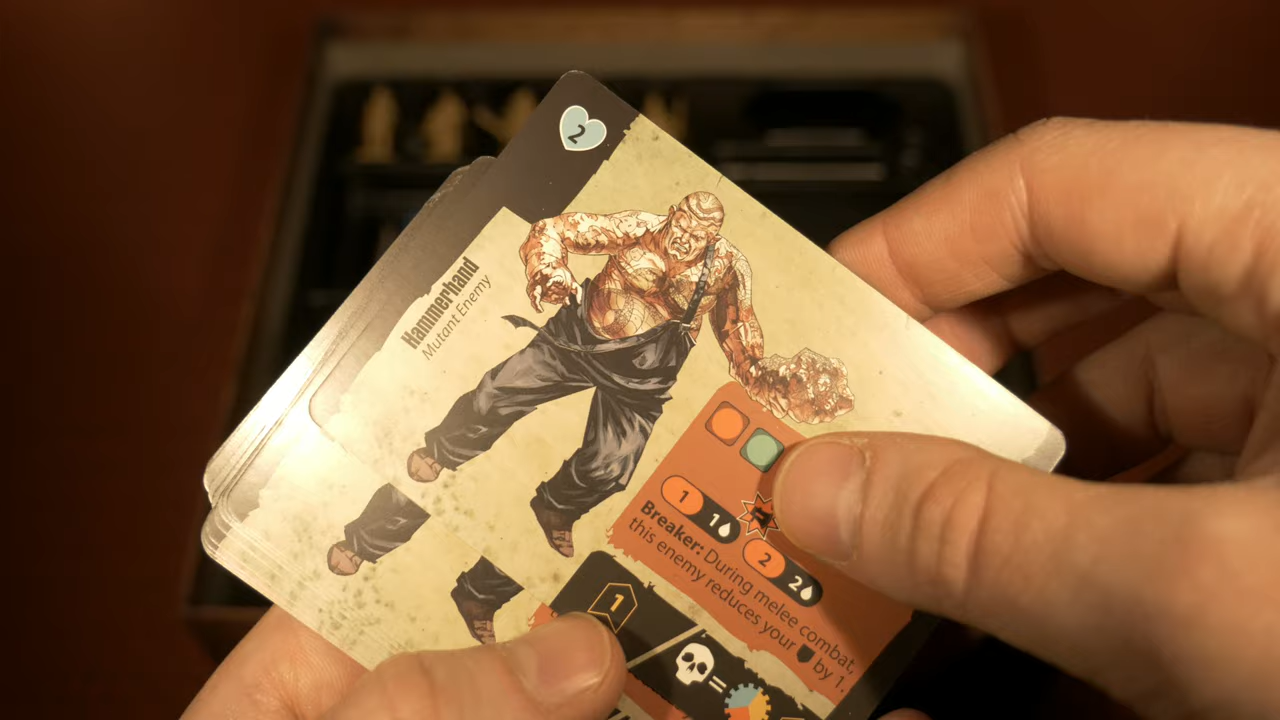 2
Hammerhand
Mutant Enemy
1
1
2
2
Breaker: During melee combat,
this enemy reduces your by 1.
1
=